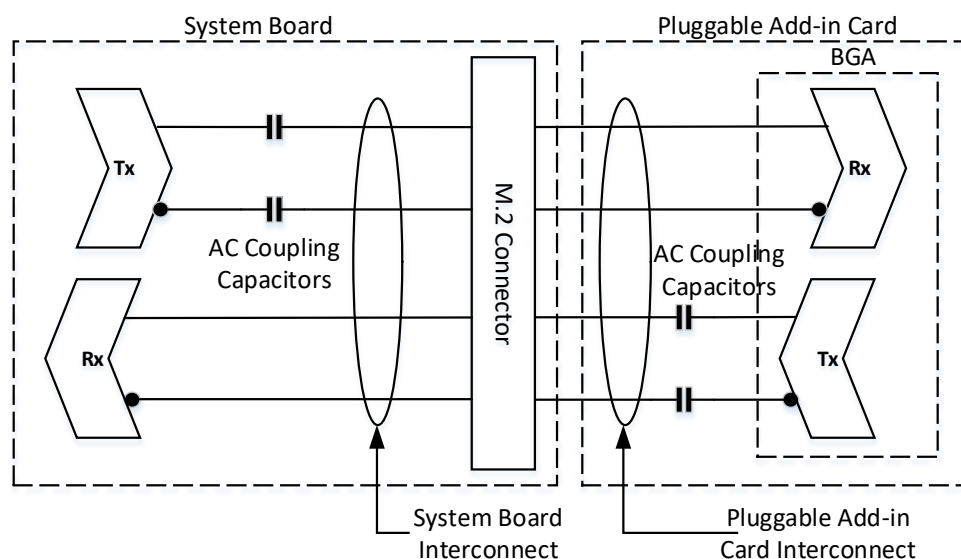 System Board
Pluggable Add-in Card
BGA
Tx
Rx
AC Coupling
Capacitors
AC Coupling
Capacitors
M.2 Connector
Rx
Tx
System Board
Interconnect
Pluggable Add-in
Card Interconnect